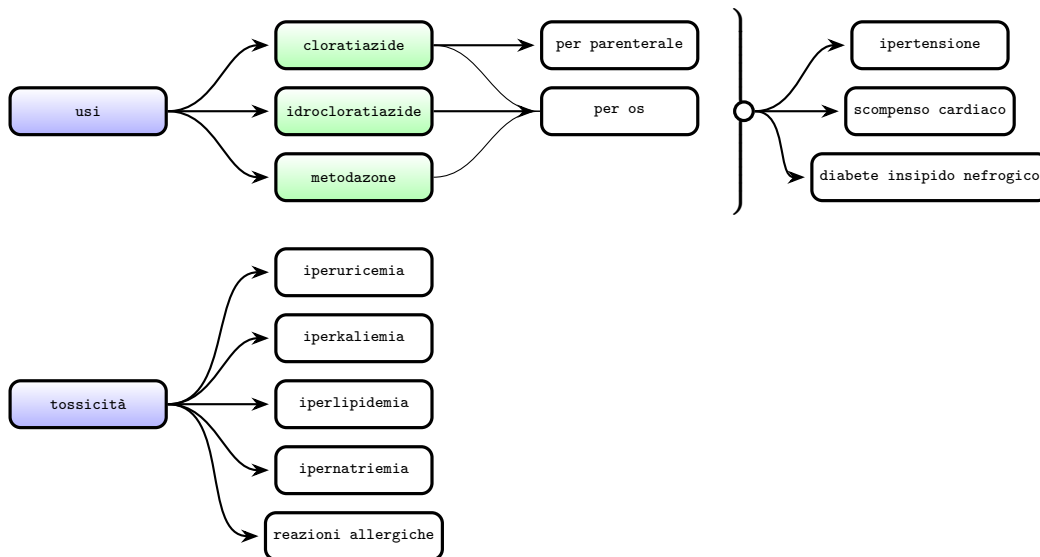 usi
cloratiazide
idrocloratiazide
metodazone
per parenterale
per os
ipertensione
scompenso cardiaco
diabete insipido nefrogico
tossicità
iperuricemia
iperkaliemia
iperlipidemia
ipernatriemia
reazioni allergiche